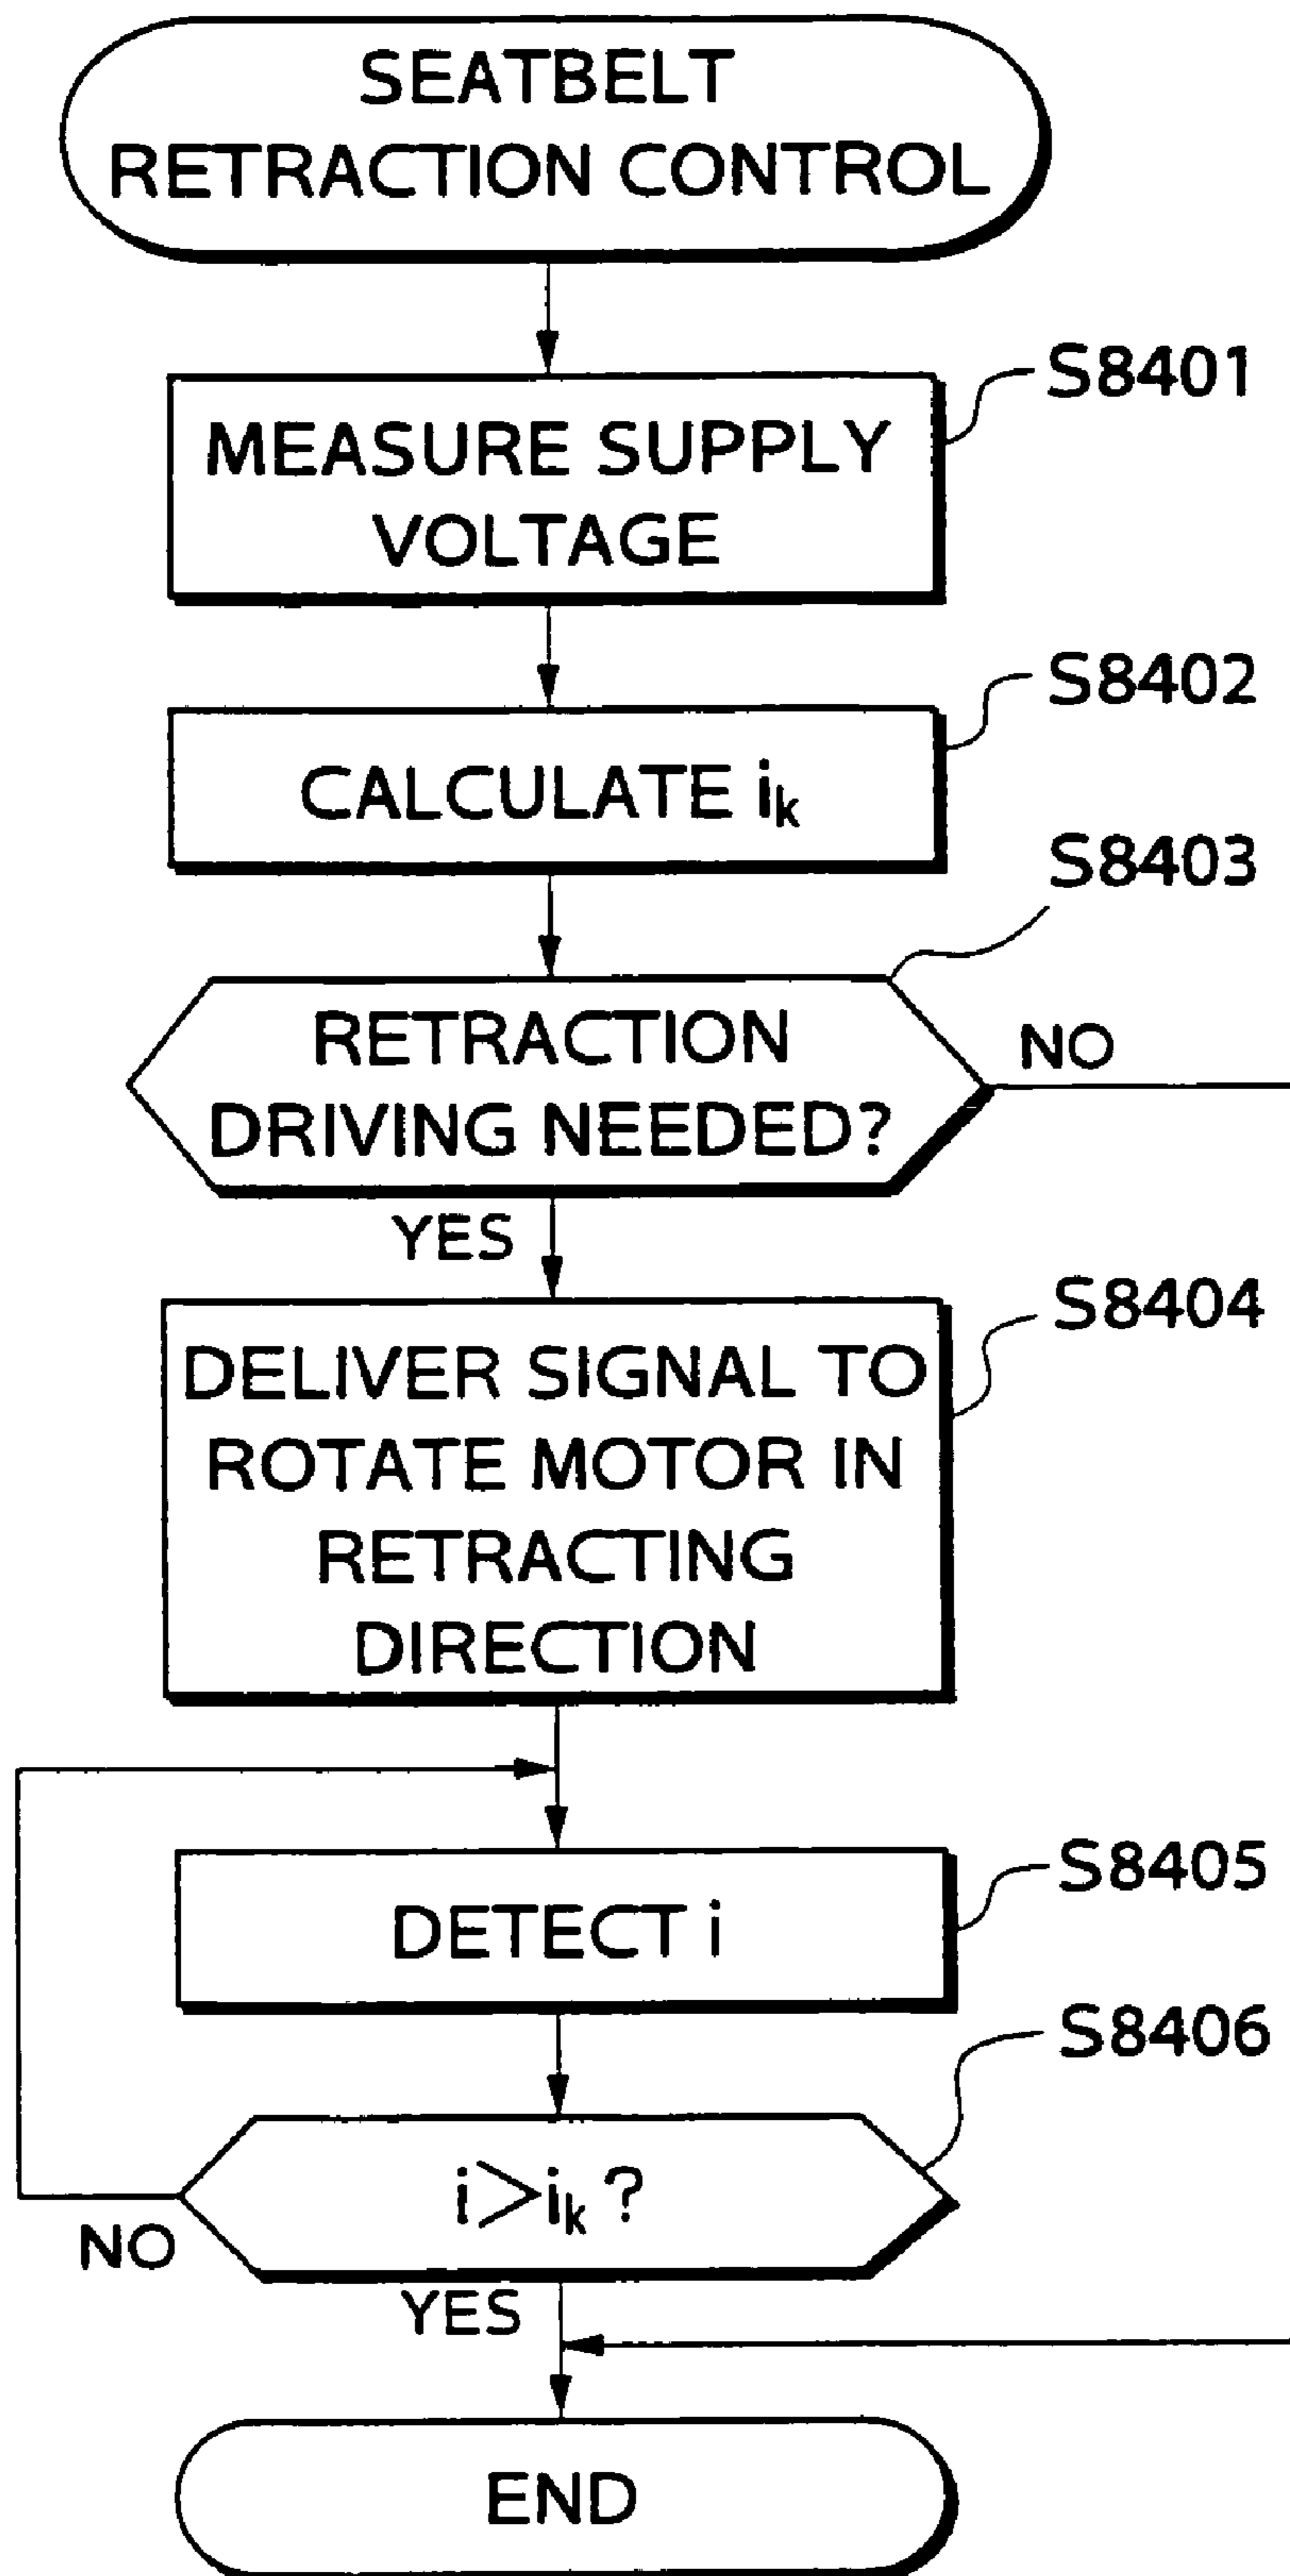 SEATBELT
RETRACTION CONTROL
S8401
MEASURE SUPPLY
VOLTAGE
S8402
CALCULATE ik
S8403
RETRACTION
DRIVING NEEDED?
NO
YES
S8404
DELIVER SIGNAL TO
ROTATE MOTOR IN
RETRACTING
DIRECTION
S8405
DETECT i
S8406
i>ik?
NO
YES
END